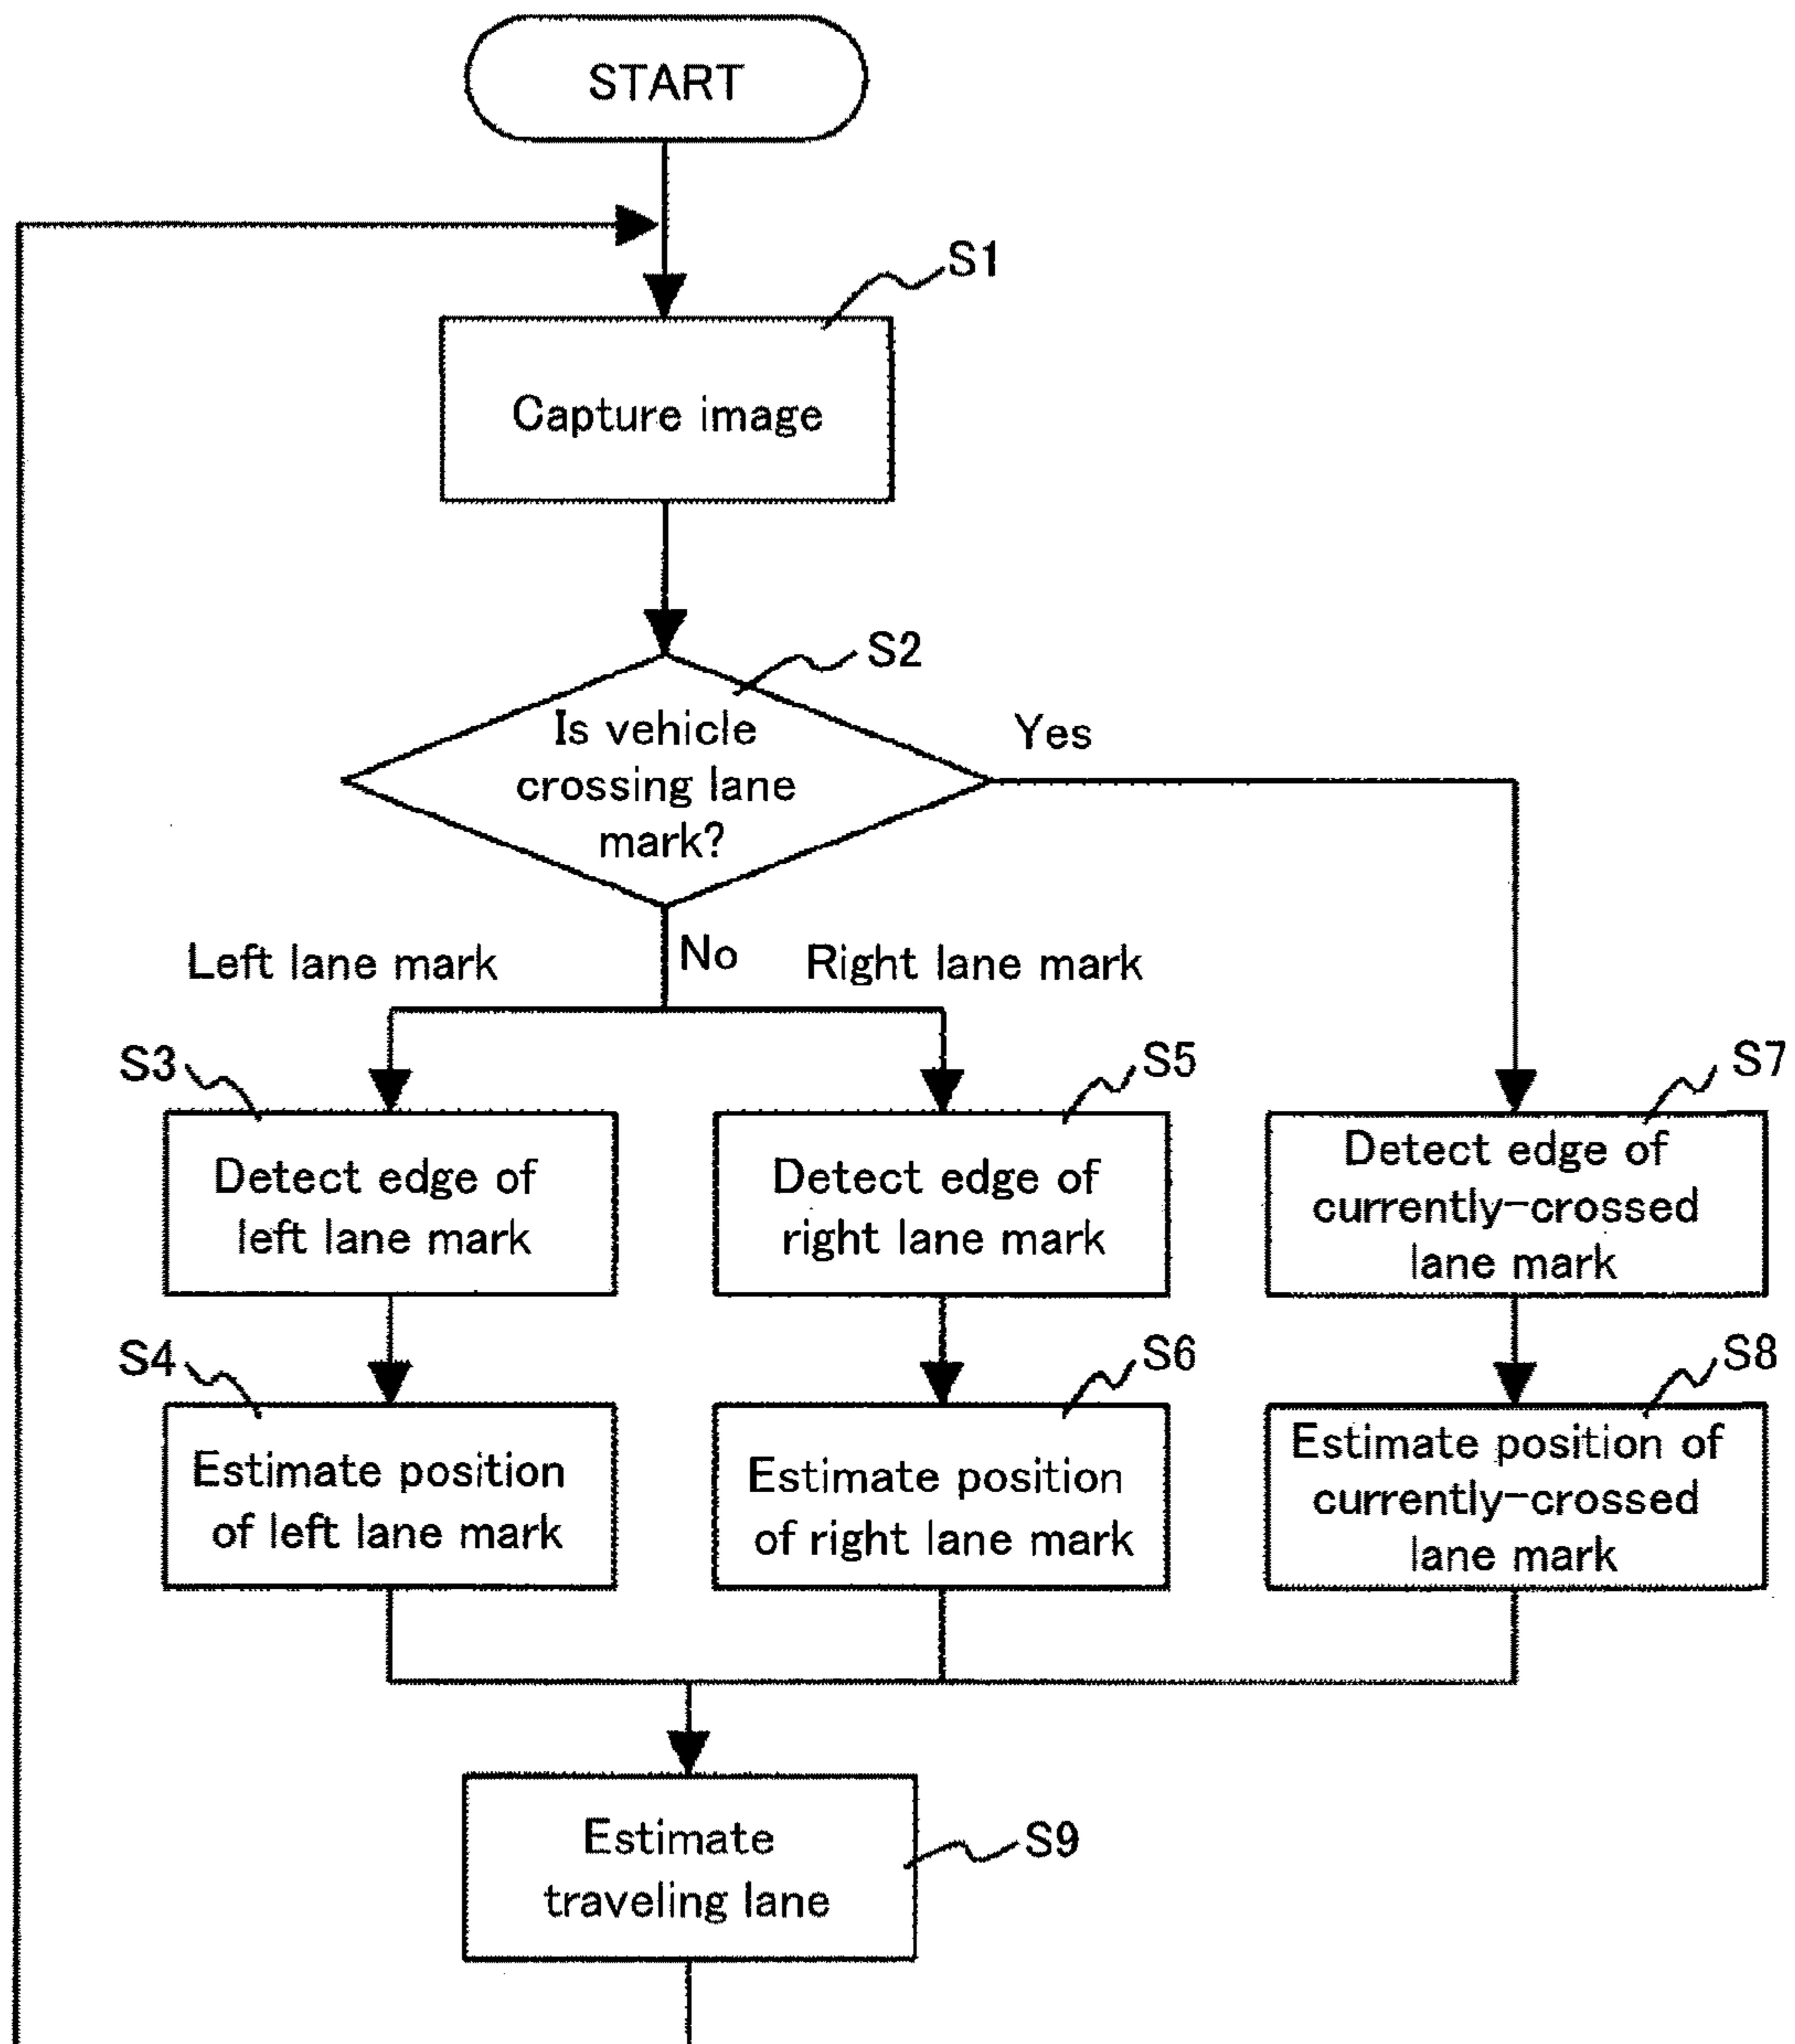 START
S1
Capture image
S2
Is vehicle
crossing lane
mark?
Yes
No
Left lane mark
Right lane mark
S3
Detect edge of
left lane mark
S5
Detect edge of
right lane mark
S7
Detect edge of
currently-crossed
lane mark
S4
Estimate position
of left lane mark
S6
Estimate position
of right lane mark
S8
Estimate position of
currently-crossed
lane mark
Estimate
traveling lane
S9